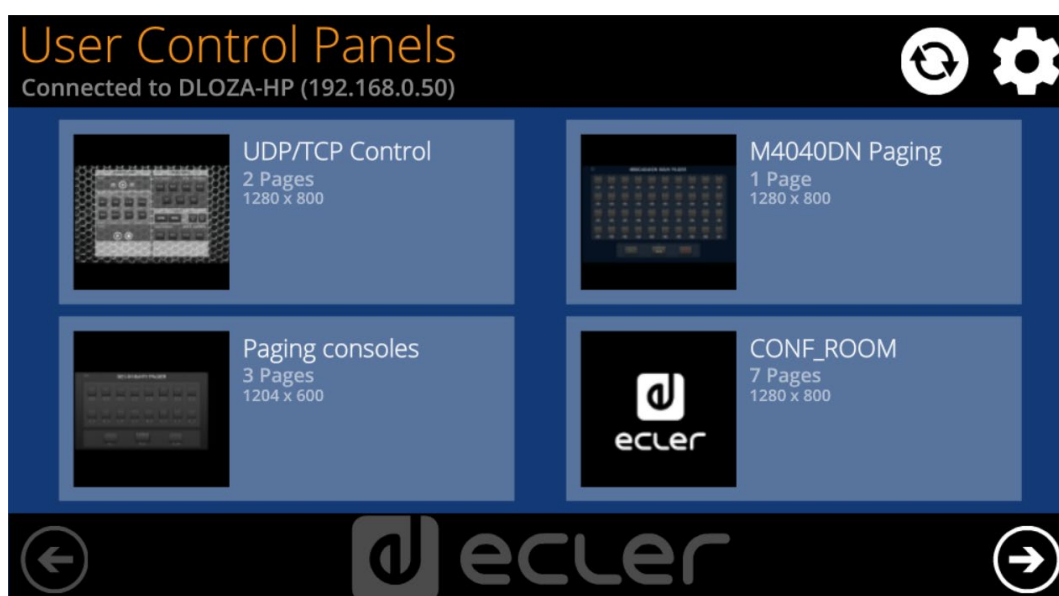 User Control Panels
Connected to DLOZA-HP (192.168.0.50)
UDP/TCP Control
2 Pages
1280 x 800
M4040DN Paging
1 Page
1280 x 800
Paging consoles
3 Pages
1204 x 600
ecler
CONF_ROOM
7 Pages
1280 x 800
ecler